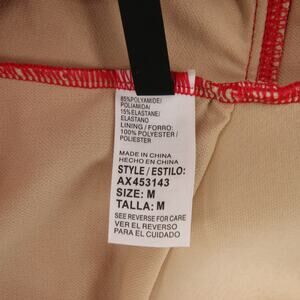 85%POLYAMIDE/
POLIAMIDA/
15%ELASTANE/
ELASTANO
LINING / FORRO:
100% POLYESTER /
POLIESTER
MADE IN CHINA
HECHO EN CHINA
STYLE / ESTILO:
AX453143
SIZE: M
TALLA: M
SEE REVERSE FOR CARE
VER EL REVERSO
PARA EL CUIDADO